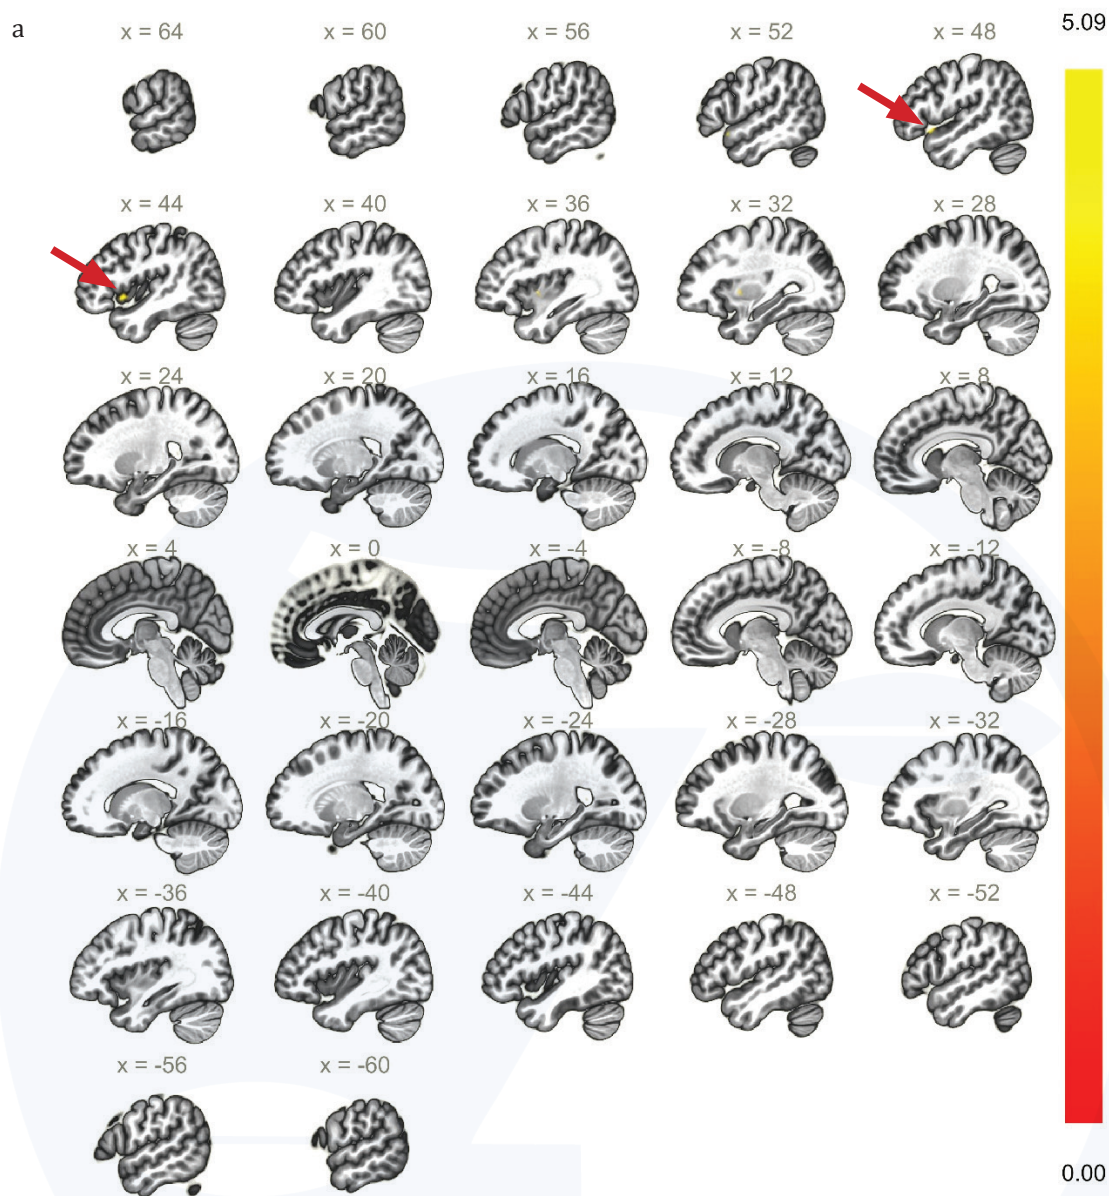 a
x = 64
x = 60
x = 56
x = 52
x = 48
5.09
x = 44
x = 40
x = 36
x = 32
x = 28
x = 24
x = 20
x = 16
x = 12
x = 8
x = 4
x = 0
x = -4
x = -8
x = -12
x = -16
x = -20
x = -24
x = -28
x = -32
x = -36
x = -40
x = -44
x = -48
x = -52
x = -56
x = -60
0.00